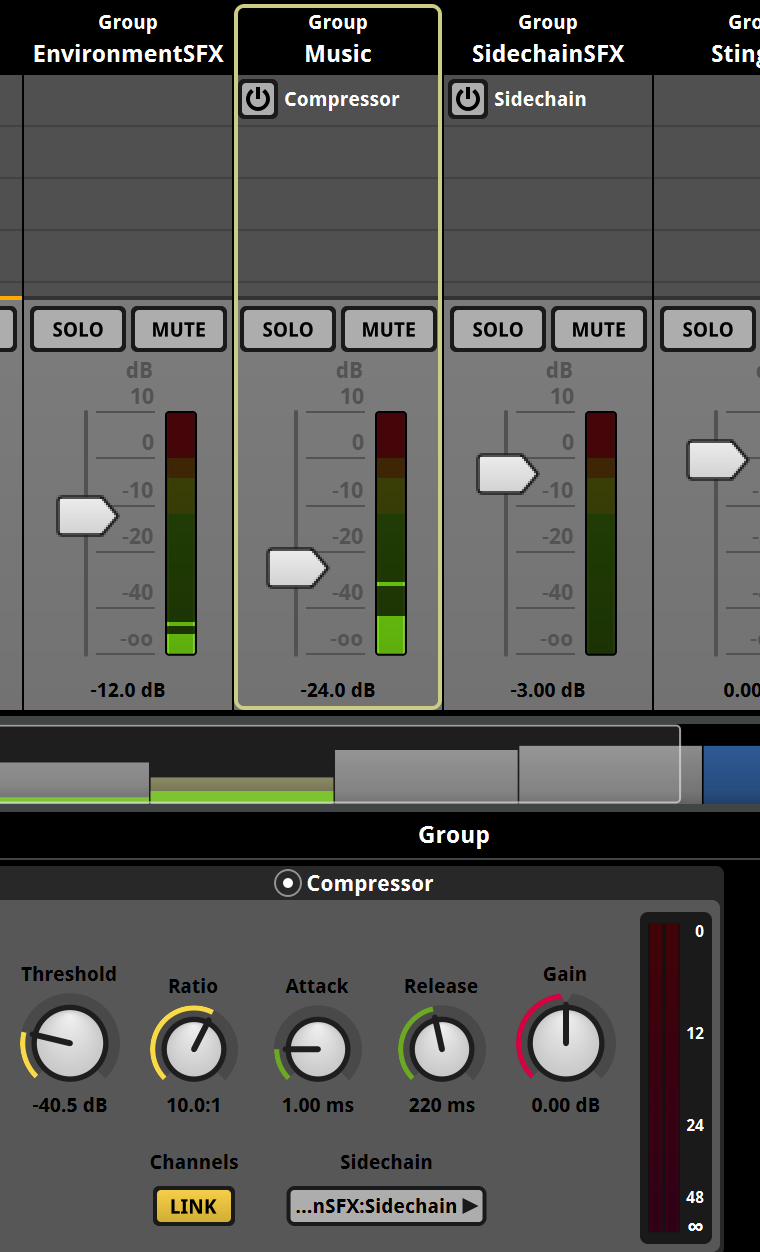 Group Group Group Gro
EnvironmentSFX Music SidechainSFX Sting
Compressor Sidechain
SOLO MUTE SOLO MUTE SOLO MUTE SOLO
dB dB dB
10 10 10
0 0 0
-10 -10 -10
-20 -20 -20
-40 -40 -40
-oo -oo -oo
-12.0 dB -24.0 dB -3.00 dB 0.00
Group
Compressor
Threshold Ratio Attack Release Gain
-40.5 dB 10.0:1 1.00 ms 220 ms 0.00 dB
0
12
24
48
∞
Channels Sidechain
LINK ...nSFX:Sidechain ▶